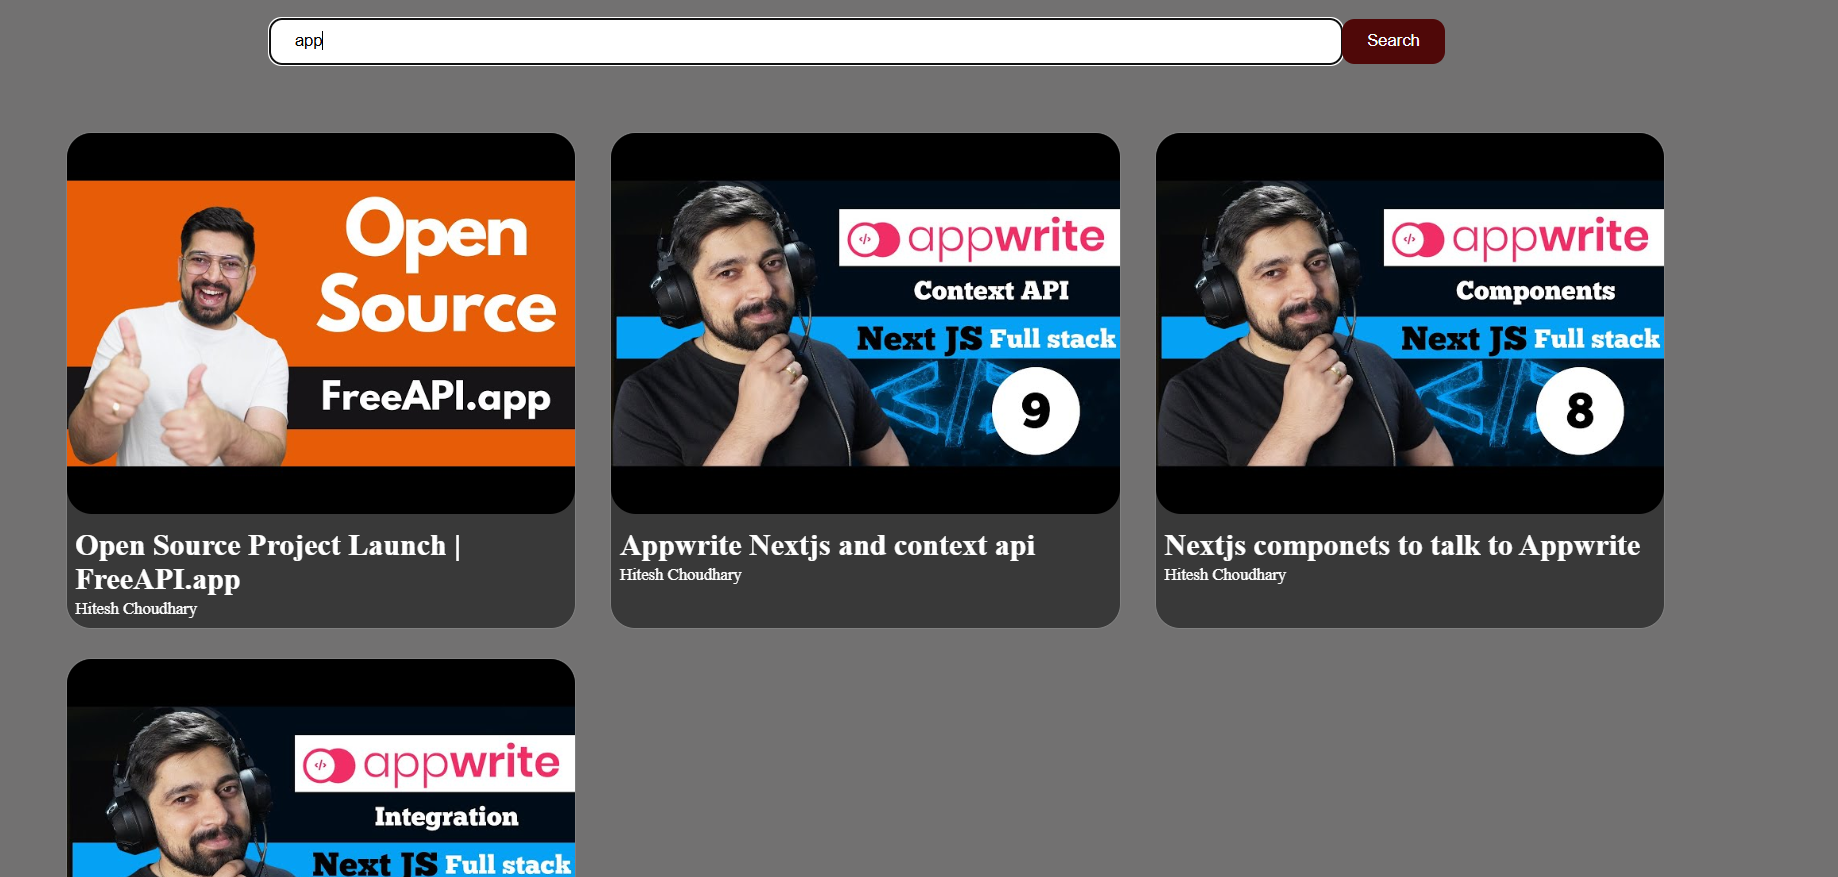 app
Search
Open
Source
FreeAPI.app
Open Source Project Launch |
FreeAPI.app
Hitesh Choudhary
</> appwrite
Context API
Next JS Full stack
9
Appwrite Nextjs and context api
Hitesh Choudhary
</> appwrite
Components
Next JS Full stack
8
Nextjs componets to talk to Appwrite
Hitesh Choudhary
</> appwrite
Integration
Next JS Full stack